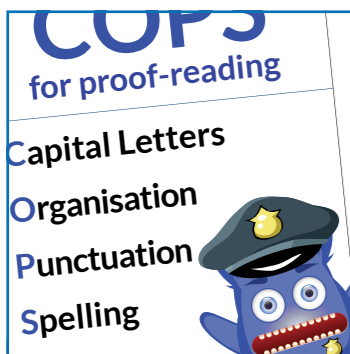 COPS
for proof-reading
Capital Letters
Organisation
Punctuation
Spelling